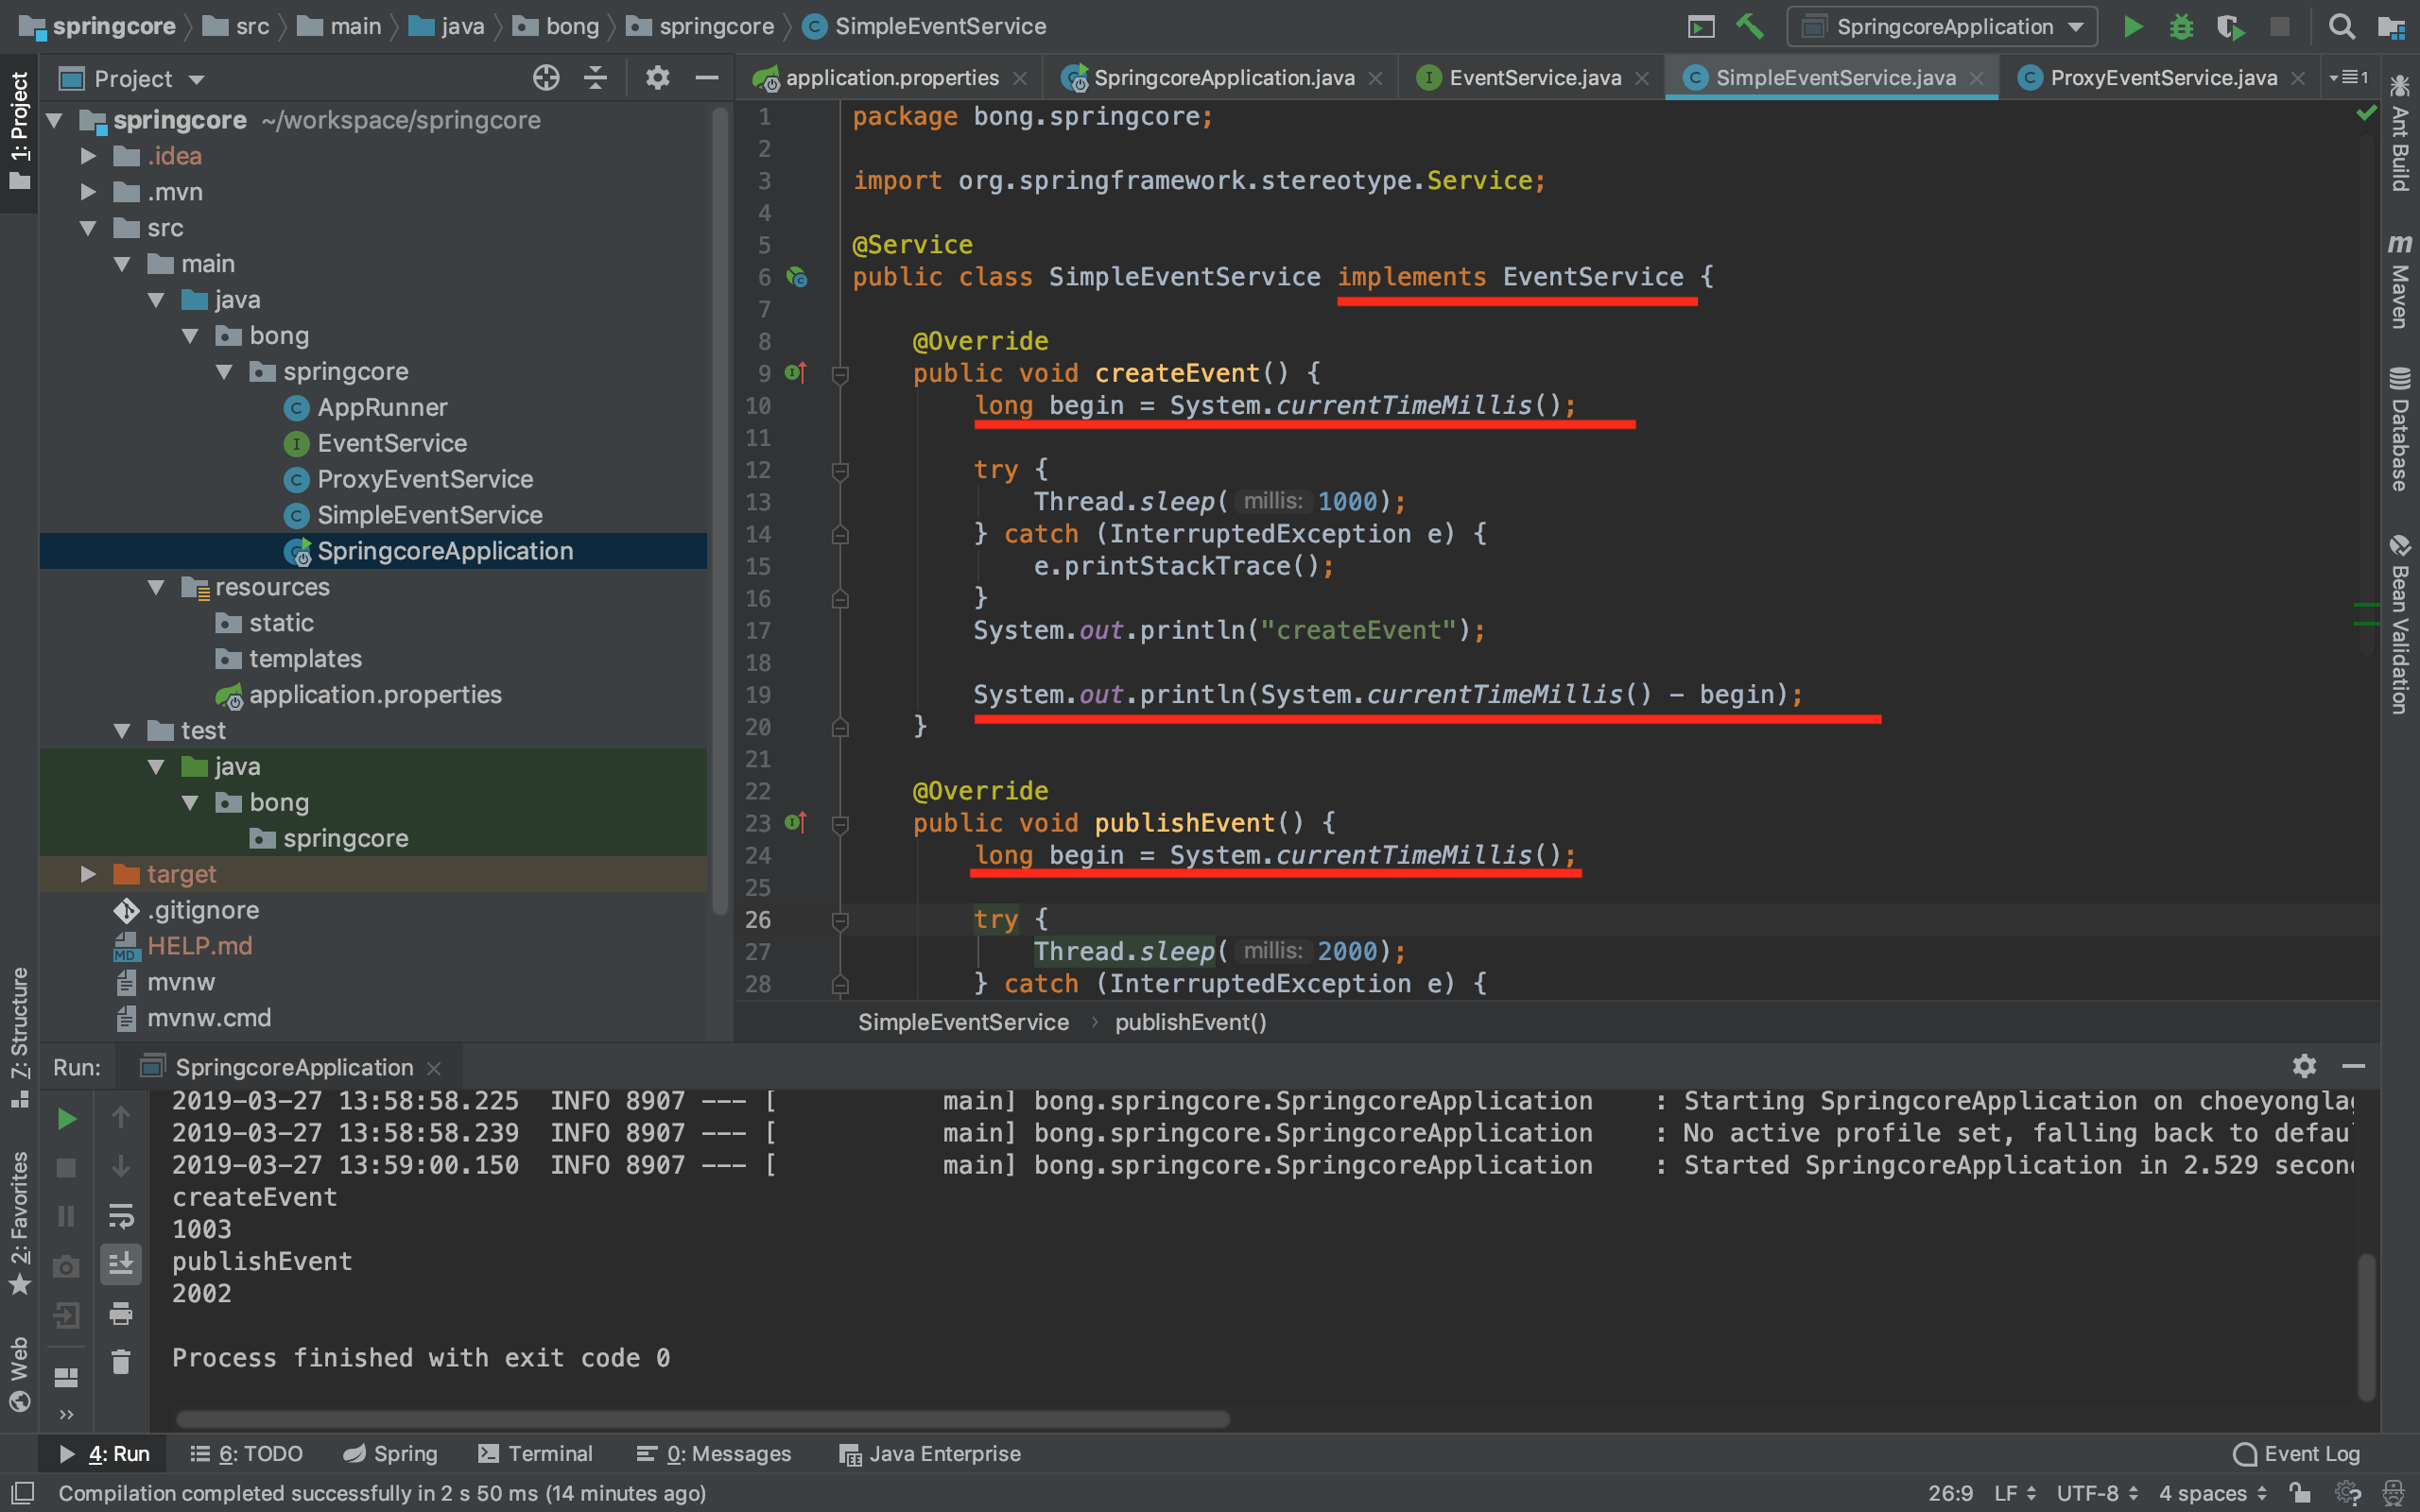 springcore src main java bong springcore SimpleEventService
SpringcoreApplication
1: Project
7: Structure
2: Favorites
Web
Project
springcore ~/workspace/springcore
.idea
.mvn
src
main
java
bong
springcore
AppRunner
EventService
ProxyEventService
SimpleEventService
SpringcoreApplication
resources
static
templates
application.properties
test
java
bong
springcore
target
.gitignore
HELP.md
mvnw
mvnw.cmd
application.properties SpringcoreApplication.java EventService.java SimpleEventService.java ProxyEventService.java 1
1 package bong.springcore;
2
3 import org.springframework.stereotype.Service;
4
5 @Service
6 public class SimpleEventService implements EventService {
7
8 @Override
9 public void createEvent() {
10 long begin = System.currentTimeMillis();
11
12 try {
13 Thread.sleep( millis: 1000);
14 } catch (InterruptedException e) {
15 e.printStackTrace();
16 }
17 System.out.println("createEvent");
18
19 System.out.println(System.currentTimeMillis() - begin);
20 }
21
22 @Override
23 public void publishEvent() {
24 long begin = System.currentTimeMillis();
25
26 try {
27 Thread.sleep( millis: 2000);
28 } catch (InterruptedException e) {
SimpleEventService › publishEvent()
Ant Build
m Maven
Database
Bean Validation
Run: SpringcoreApplication
2019-03-27 13:58:58.225 INFO 8907 --- [ main] bong.springcore.SpringcoreApplication : Starting SpringcoreApplication on choeyongla
2019-03-27 13:58:58.239 INFO 8907 --- [ main] bong.springcore.SpringcoreApplication : No active profile set, falling back to defau
2019-03-27 13:59:00.150 INFO 8907 --- [ main] bong.springcore.SpringcoreApplication : Started SpringcoreApplication in 2.529 secon
createEvent
1003
publishEvent
2002
Process finished with exit code 0
4: Run 6: TODO Spring Terminal 0: Messages Java Enterprise Event Log
Compilation completed successfully in 2 s 50 ms (14 minutes ago) 26:9 LF UTF-8 4 spaces